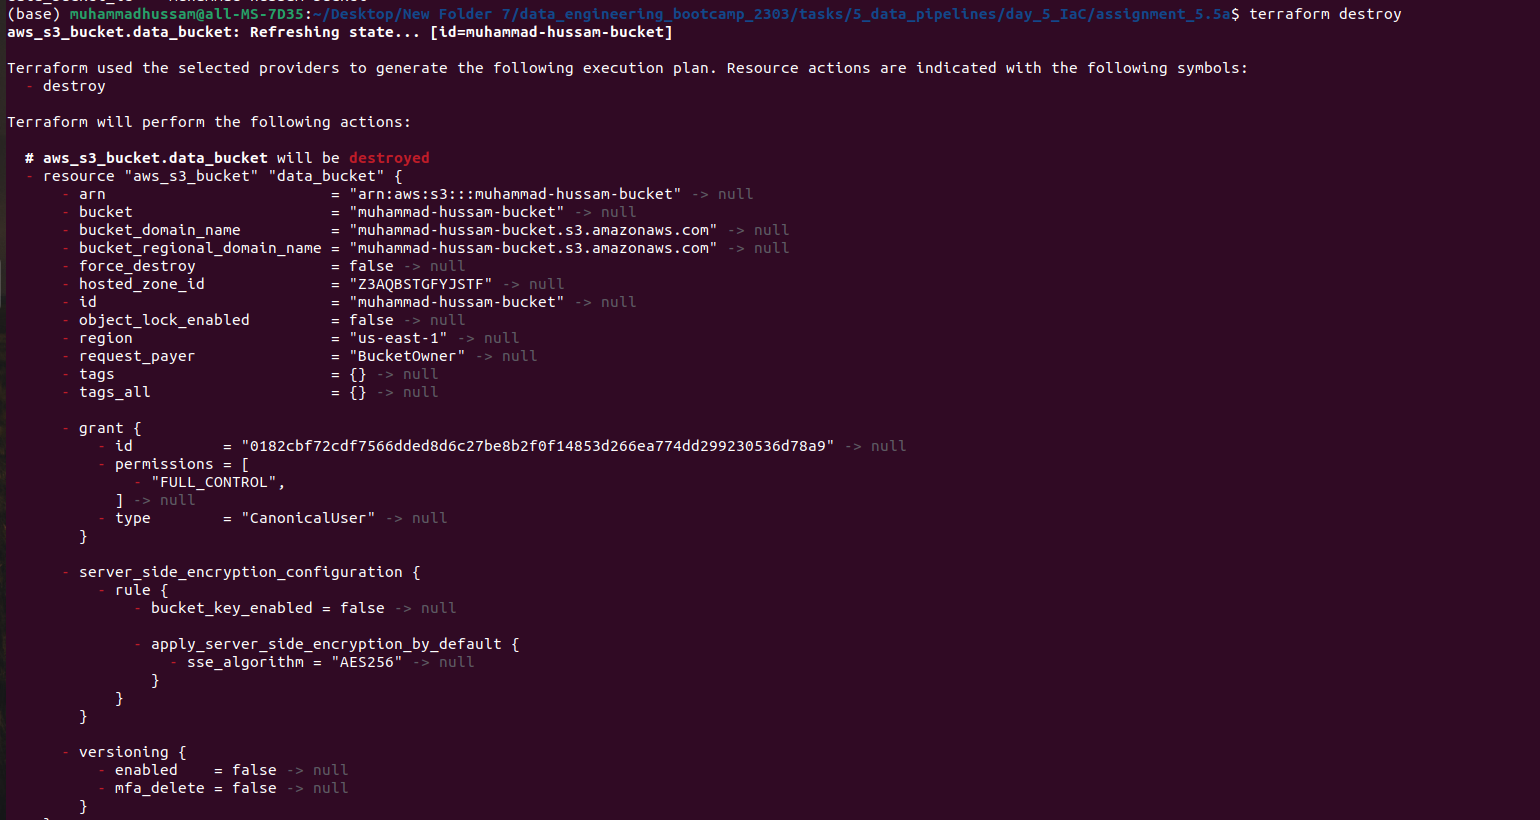 (base) muhammadhussam@all-MS-7D35:~/Desktop/New Folder 7/data_engineering_bootcamp_2303/tasks/5_data_pipelines/day_5_IaC/assignment_5.5a$ terraform destroy
aws_s3_bucket.data_bucket: Refreshing state... [id=muhammad-hussam-bucket]

Terraform used the selected providers to generate the following execution plan. Resource actions are indicated with the following symbols:
  - destroy

Terraform will perform the following actions:

  # aws_s3_bucket.data_bucket will be destroyed
  - resource "aws_s3_bucket" "data_bucket" {
      - arn                         = "arn:aws:s3:::muhammad-hussam-bucket" -> null
      - bucket                      = "muhammad-hussam-bucket" -> null
      - bucket_domain_name          = "muhammad-hussam-bucket.s3.amazonaws.com" -> null
      - bucket_regional_domain_name = "muhammad-hussam-bucket.s3.amazonaws.com" -> null
      - force_destroy               = false -> null
      - hosted_zone_id              = "Z3AQBSTGFYJSTF" -> null
      - id                          = "muhammad-hussam-bucket" -> null
      - object_lock_enabled         = false -> null
      - region                      = "us-east-1" -> null
      - request_payer               = "BucketOwner" -> null
      - tags                        = {} -> null
      - tags_all                    = {} -> null

      - grant {
          - id          = "0182cbf72cdf7566dded8d6c27be8b2f0f14853d266ea774dd299230536d78a9" -> null
          - permissions = [
              - "FULL_CONTROL",
            ] -> null
          - type        = "CanonicalUser" -> null
        }

      - server_side_encryption_configuration {
          - rule {
              - bucket_key_enabled = false -> null

              - apply_server_side_encryption_by_default {
                  - sse_algorithm = "AES256" -> null
                }
            }
        }

      - versioning {
          - enabled    = false -> null
          - mfa_delete = false -> null
        }